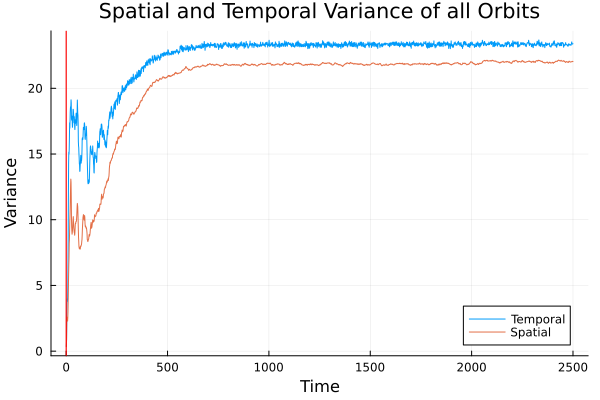 Spatial and Temporal Variance of all Orbits
Variance
20
15
10
5
0
Temporal
Spatial
0 500 1000 1500 2000 2500
Time